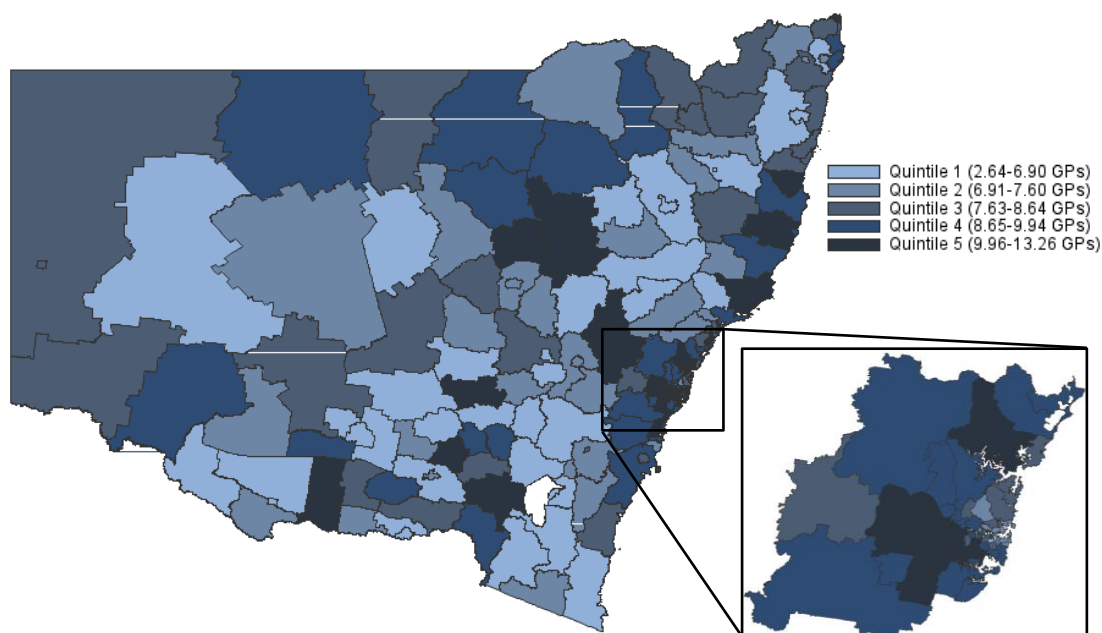 Quintile 1 (2.64-6.90 GPs)
Quintile 2 (6.91-7.60 GPs)
Quintile 3 (7.63-8.64 GPs)
Quintile 4 (8.65-9.94 GPs)
Quintile 5 (9.96-13.26 GPs)